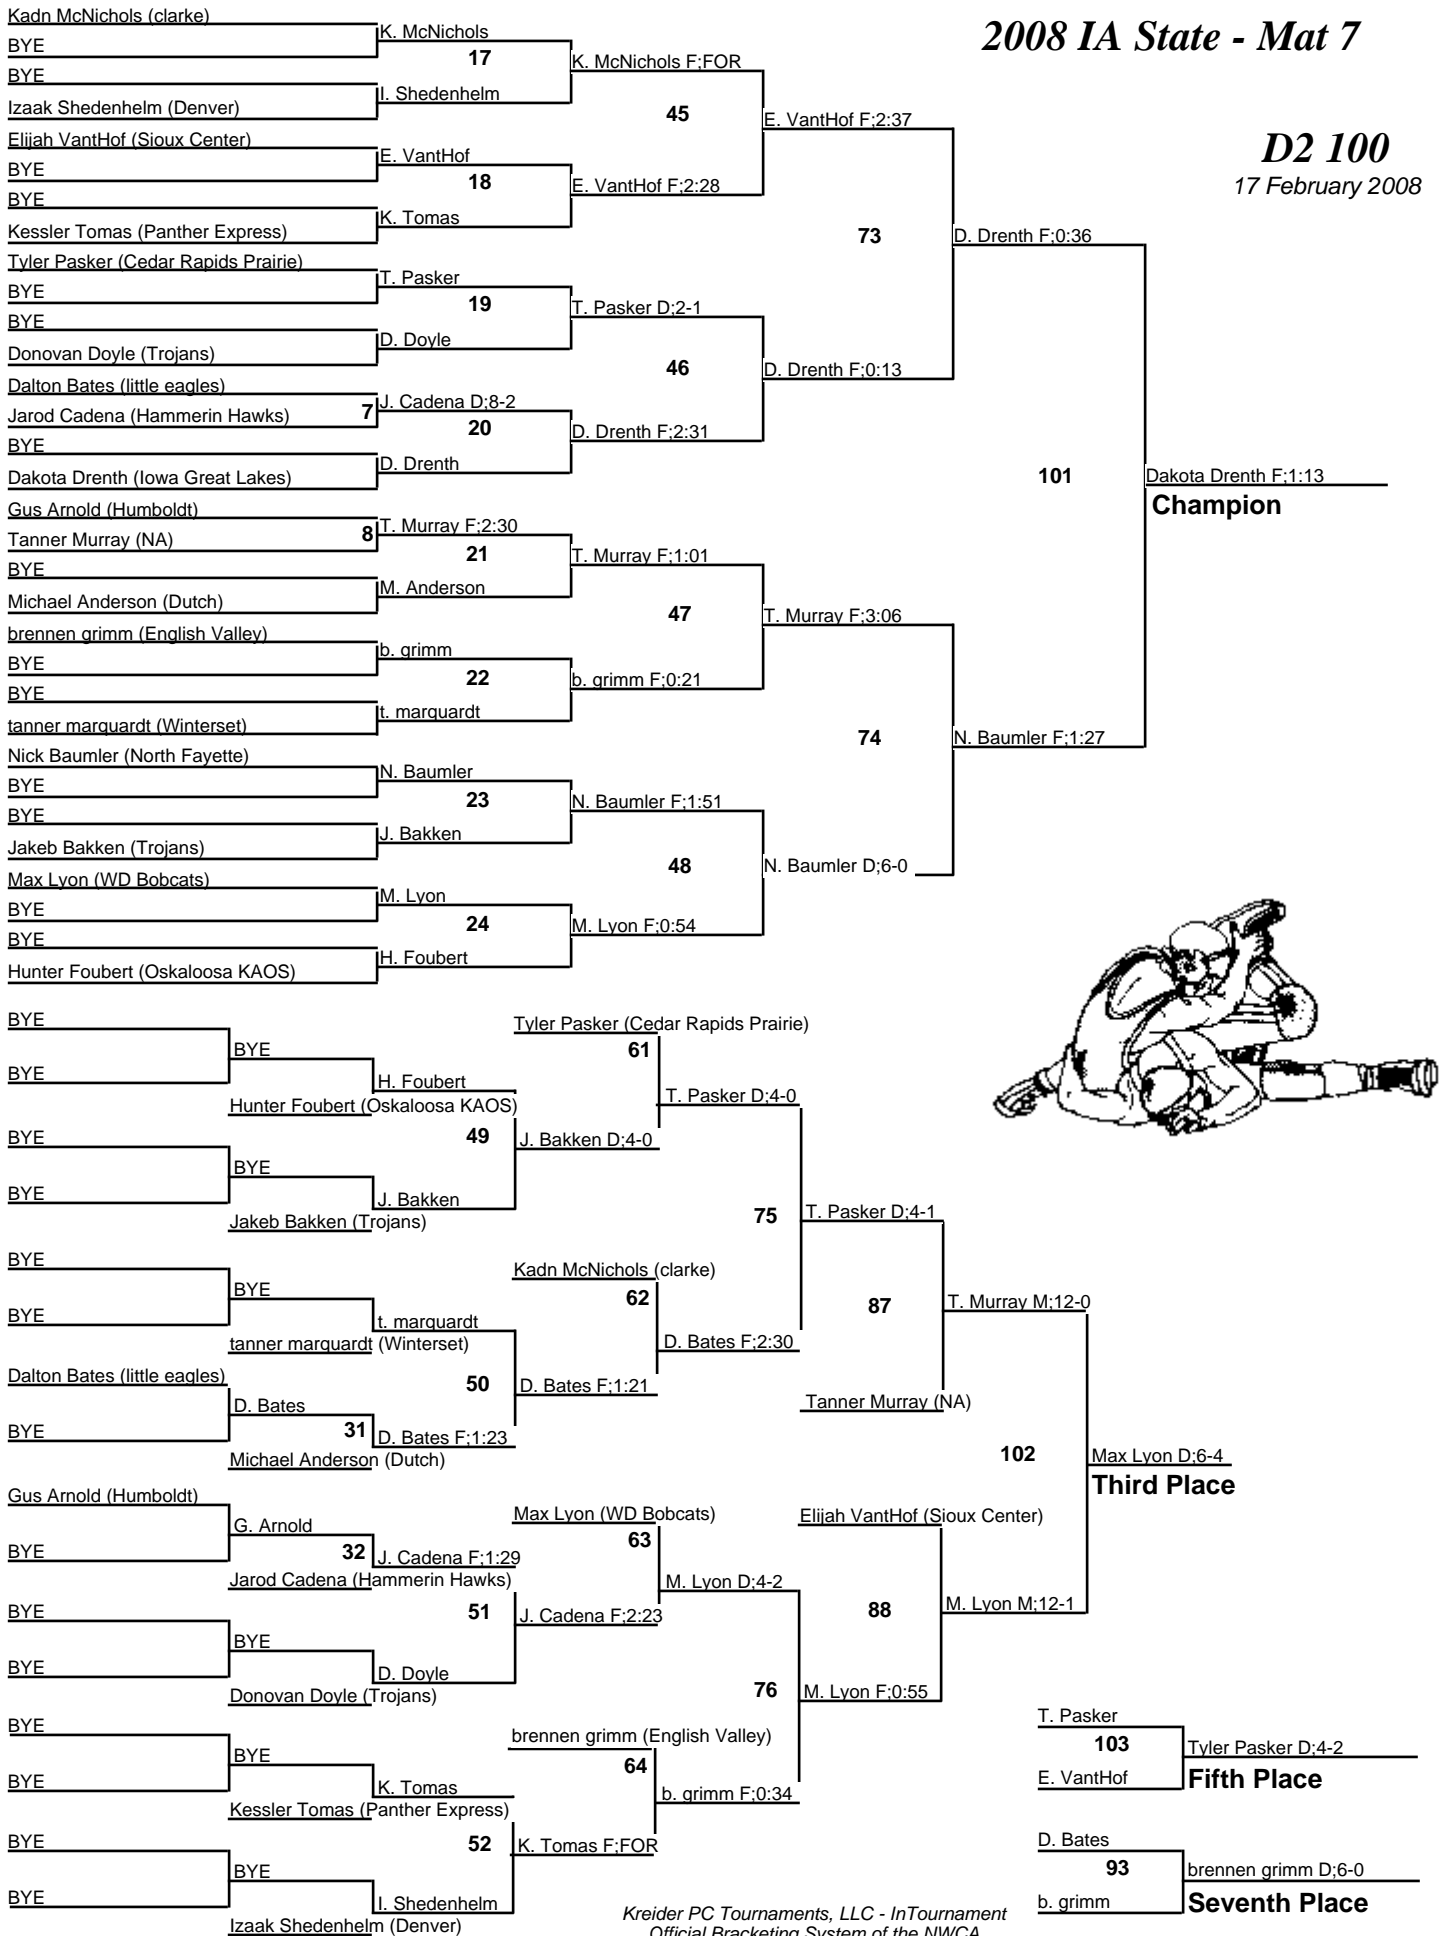 2008 IA State - Mat 7
D2 100
17 February 2008
Kadn McNichols (clarke)
BYE
K. McNichols
17
BYE
Izaak Shedenhelm (Denver)
I. Shedenhelm
K. McNichols F;FOR
45
Elijah VantHof (Sioux Center)
BYE
E. VantHof
18
BYE
Kessler Tomas (Panther Express)
K. Tomas
E. VantHof F;2:28
E. VantHof F;2:37
73
Tyler Pasker (Cedar Rapids Prairie)
BYE
T. Pasker
19
BYE
Donovan Doyle (Trojans)
D. Doyle
T. Pasker D;2-1
46
Dalton Bates (little eagles)
Jarod Cadena (Hammerin Hawks)
7
J. Cadena D;8-2
20
BYE
Dakota Drenth (Iowa Great Lakes)
D. Drenth
D. Drenth F;2:31
D. Drenth F;0:13
D. Drenth F;0:36
101
Dakota Drenth F;1:13
Champion
Gus Arnold (Humboldt)
Tanner Murray (NA)
8
T. Murray F;2:30
21
BYE
Michael Anderson (Dutch)
M. Anderson
T. Murray F;1:01
47
brennen grimm (English Valley)
BYE
b. grimm
22
BYE
tanner marquardt (Winterset)
t. marquardt
b. grimm F;0:21
T. Murray F;3:06
74
N. Baumler F;1:27
Nick Baumler (North Fayette)
BYE
N. Baumler
23
BYE
Jakeb Bakken (Trojans)
J. Bakken
N. Baumler F;1:51
48
N. Baumler D;6-0
Max Lyon (WD Bobcats)
BYE
M. Lyon
24
BYE
Hunter Foubert (Oskaloosa KAOS)
H. Foubert
M. Lyon F;0:54
BYE
BYE
BYE
H. Foubert
Hunter Foubert (Oskaloosa KAOS)
49
BYE
BYE
BYE
J. Bakken
Jakeb Bakken (Trojans)
Tyler Pasker (Cedar Rapids Prairie)
61
J. Bakken D;4-0
T. Pasker D;4-0
75
BYE
BYE
BYE
t. marquardt
tanner marquardt (Winterset)
50
Dalton Bates (little eagles)
BYE
D. Bates
31
D. Bates F;1:23
Michael Anderson (Dutch)
Kadn McNichols (clarke)
62
D. Bates F;1:21
D. Bates F;2:30
T. Pasker D;4-1
87
Tanner Murray (NA)
T. Murray M;12-0
102
Max Lyon D;6-4
Third Place
Gus Arnold (Humboldt)
BYE
G. Arnold
32
J. Cadena F;1:29
Jarod Cadena (Hammerin Hawks)
51
BYE
BYE
BYE
D. Doyle
Donovan Doyle (Trojans)
Max Lyon (WD Bobcats)
63
J. Cadena F;2:23
M. Lyon D;4-2
76
Elijah VantHof (Sioux Center)
88
M. Lyon M;12-1
M. Lyon F;0:55
BYE
BYE
BYE
K. Tomas
Kessler Tomas (Panther Express)
52
BYE
BYE
BYE
I. Shedenhelm
Izaak Shedenhelm (Denver)
brennen grimm (English Valley)
64
K. Tomas F;FOR
b. grimm F;0:34
T. Pasker
103
E. VantHof
Tyler Pasker D;4-2
Fifth Place
D. Bates
93
b. grimm
brennen grimm D;6-0
Seventh Place
Kreider PC Tournaments, LLC - InTournament
Official Bracketing System of the NWCA